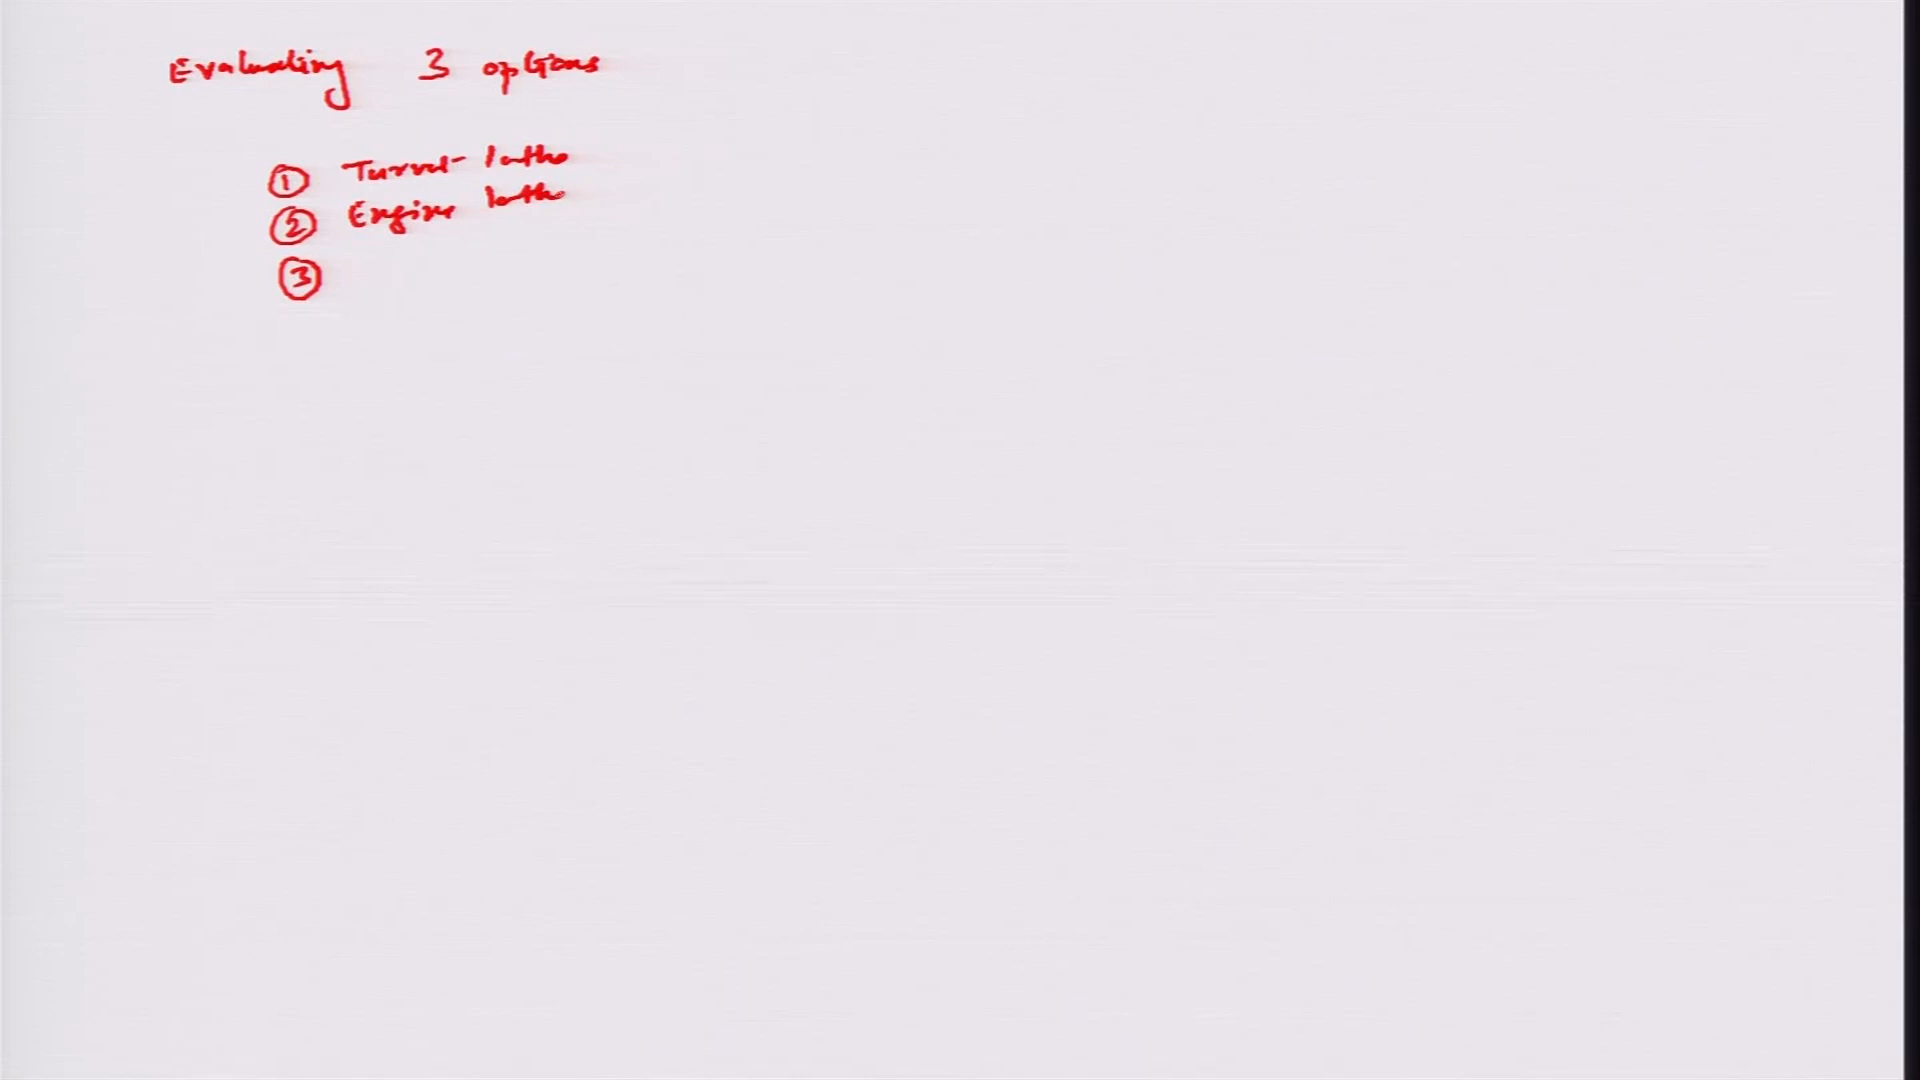 Evaluating 3 options
① Turret lathe
② Engine lathe
③